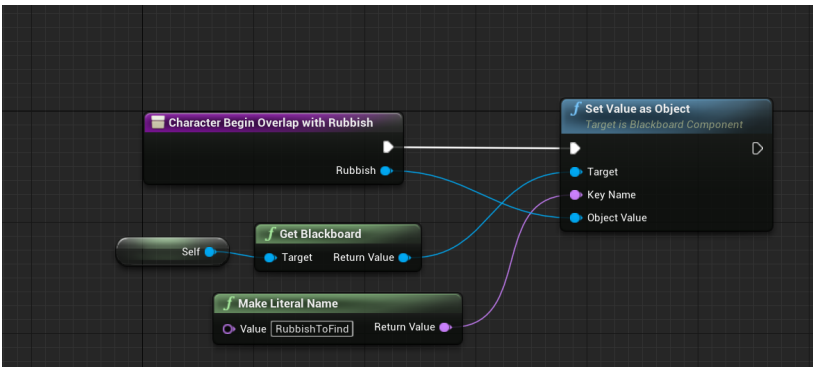 Character Begin Overlap with Rubbish
Rubbish
f Set Value as Object
Target is Blackboard Component
Target
Key Name
Object Value
Self
f Get Blackboard
Target Return Value
f Make Literal Name
Value RubbishToFind Return Value